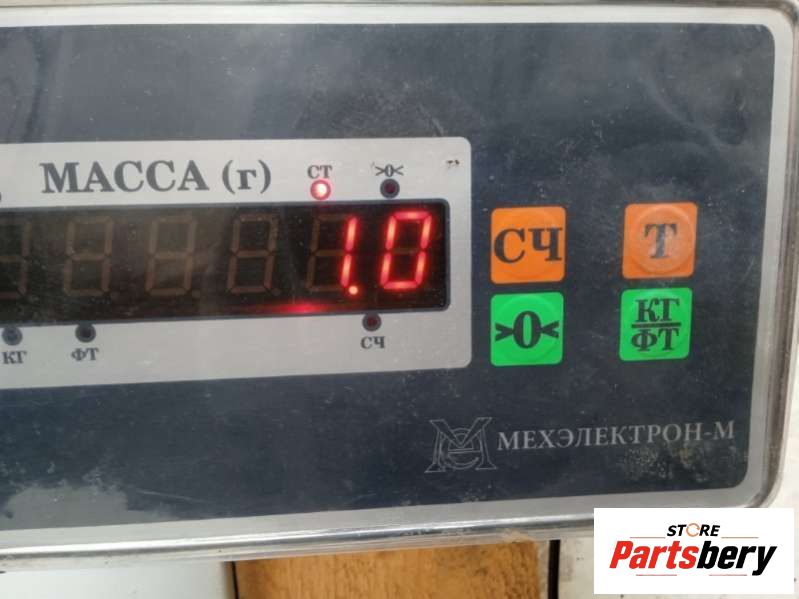 МАССА (г) СТ >0<
1.0
КГ ФТ СЧ
СЧ Т
>0< КГ/ФТ
МЕХЭЛЕКТРОН-М
STORE
Partsbery